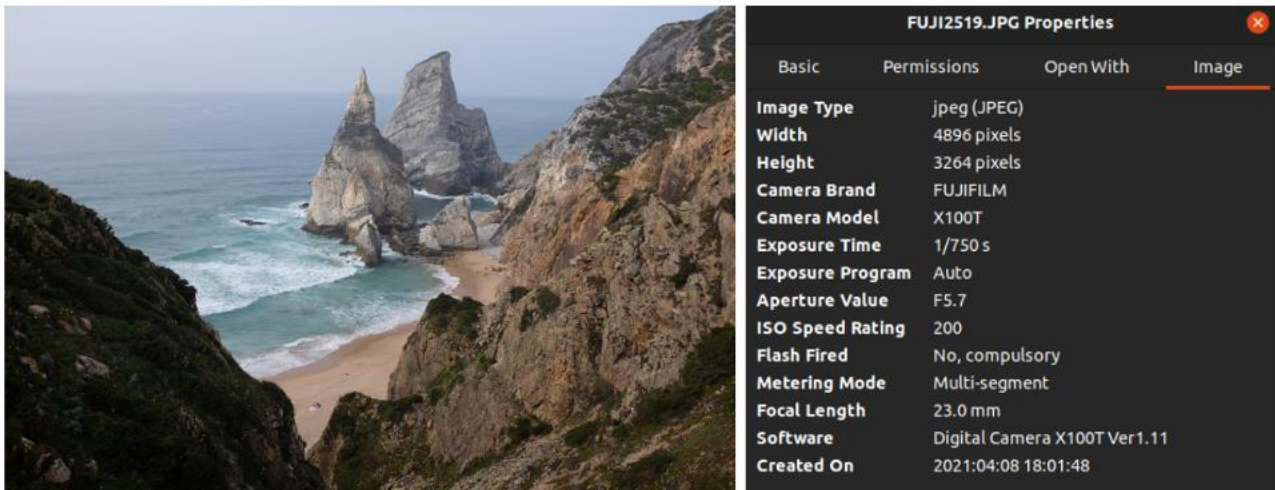 FUJI2519.JPG Properties
Basic Permissions Open With Image
Image Type jpeg (JPEG)
Width 4896 pixels
Height 3264 pixels
Camera Brand FUJIFILM
Camera Model X100T
Exposure Time 1/750 s
Exposure Program Auto
Aperture Value F5.7
ISO Speed Rating 200
Flash Fired No, compulsory
Metering Mode Multi-segment
Focal Length 23.0 mm
Software Digital Camera X100T Ver1.11
Created On 2021:04:08 18:01:48